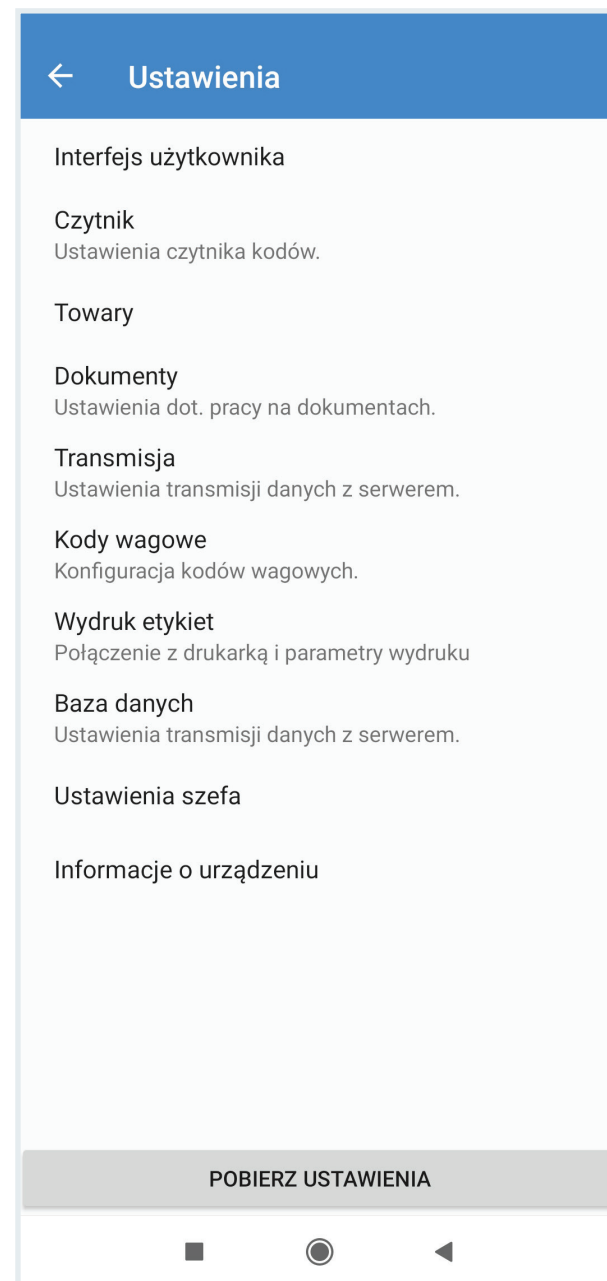 Ustawienia
Interfejs użytkownika
Czytnik
Ustawienia czytnika kodów.
Towary
Dokumenty
Ustawienia dot. pracy na dokumentach.
Transmisja
Ustawienia transmisji danych z serwerem.
Kody wagowe
Konfiguracja kodów wagowych.
Wydruk etykiet
Połączenie z drukarką i parametry wydruku
Baza danych
Ustawienia transmisji danych z serwerem.
Ustawienia szefa
Informacje o urządzeniu
POBIERZ USTAWIENIA